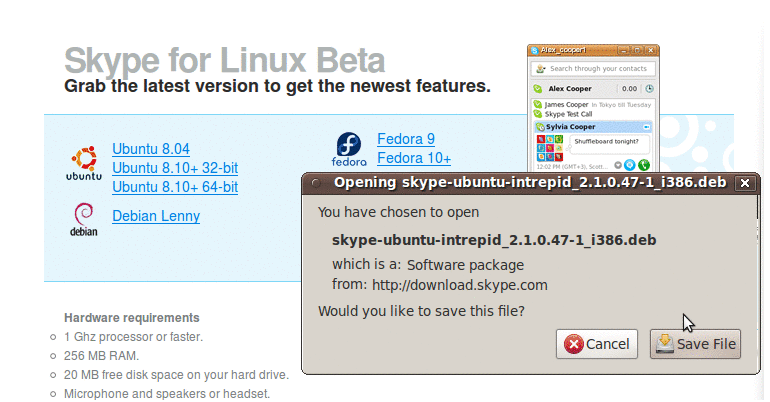 Skype for Linux Beta
Grab the latest version to get the newest features.
ubuntu
Ubuntu 8.04
Ubuntu 8.10+ 32-bit
Ubuntu 8.10+ 64-bit
debian
Debian Lenny
fedora
Fedora 9
Fedora 10+
Alex_cooper1
Search through your contacts
Alex Cooper 0.00
James Cooper In Tokyo till Tuesday
Skype Test Call
Sylvia Cooper
Shuffleboard tonight?
12:02 PM (GMT+3), Scott...
Opening skype-ubuntu-intrepid_2.1.0.47-1_i386.deb
You have chosen to open
skype-ubuntu-intrepid_2.1.0.47-1_i386.deb
which is a: Software package
from: http://download.skype.com
Would you like to save this file?
Cancel Save File
Hardware requirements
1 Ghz processor or faster.
256 MB RAM.
20 MB free disk space on your hard drive.
Microphone and speakers or headset.